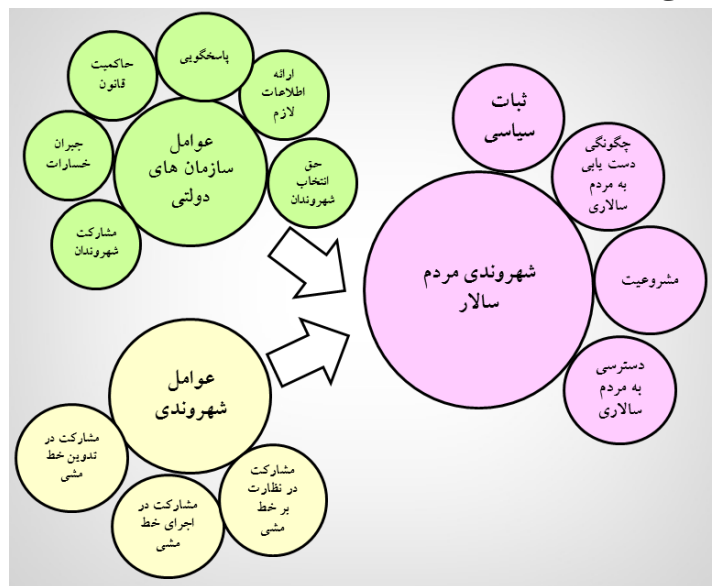 پاسخگویی
حاکمیت
قانون
ارائه
اطلاعات
لازم
جبران
خسارات
عوامل
سازمان های
دولتی
حق
انتخاب
شهروندان
مشارکت
شهروندان
ثبات
سیاسی
چگونگی
دست یابی
به مردم
سالاری
شهروندی مردم
سالار
مشروعیت
دسترسی
به مردم
سالاری
عوامل
شهروندی
مشارکت در
تدوین خط
مشی
مشارکت در
اجرای خط
مشی
مشارکت
در نظارت
بر خط
مشی